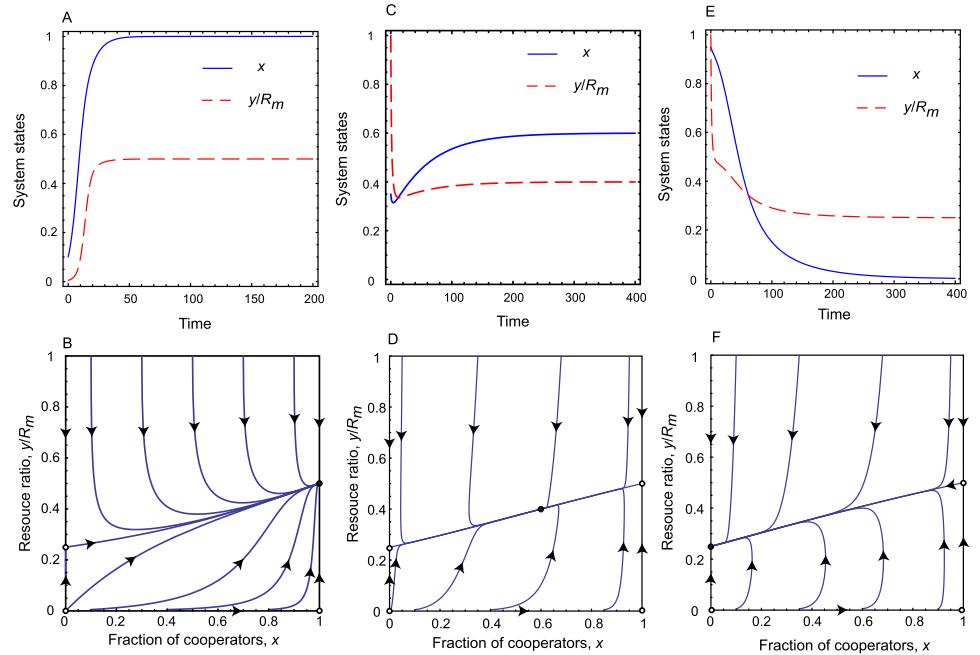 A
System states
1
0.8
0.6
0.4
0.2
0
x
y/Rm
0
50
100
150
200
Time
C
System states
1
0.8
0.6
0.4
0.2
0
x
y/Rm
0
100
200
300
400
Time
E
System states
1
0.8
0.6
0.4
0.2
0
x
y/Rm
0
100
200
300
400
Time
B
Resouce ratio, y/Rm
1
0.8
0.6
0.4
0.2
0
0
0.2
0.4
0.6
0.8
1
Fraction of cooperators, x
D
Resouce ratio, y/Rm
1
0.8
0.6
0.4
0.2
0
0
0.2
0.4
0.6
0.8
1
Fraction of cooperators, x
F
Resouce ratio, y/Rm
1
0.8
0.6
0.4
0.2
0
0
0.2
0.4
0.6
0.8
1
Fraction of cooperators, x